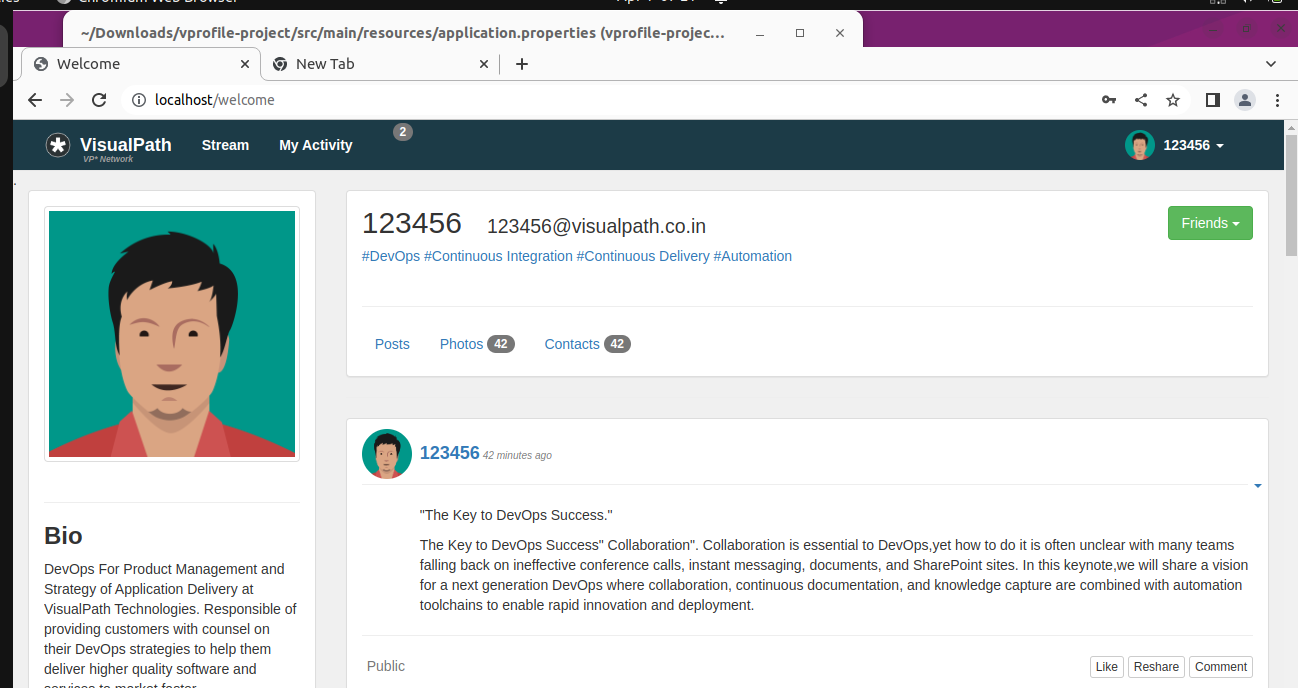 Chromium Web Browser
~/Downloads/vprofile-project/src/main/resources/application.properties (vprofile-projec...
Welcome
New Tab
localhost/welcome
VisualPath
VP* Network
Stream
My Activity
2
123456
123456 123456@visualpath.co.in
Friends
#DevOps #Continuous Integration #Continuous Delivery #Automation
Posts Photos 42 Contacts 42
Bio
DevOps For Product Management and
Strategy of Application Delivery at
VisualPath Technologies. Responsible of
providing customers with counsel on
their DevOps strategies to help them
deliver higher quality software and
services to market faster
123456 42 minutes ago
"The Key to DevOps Success."
The Key to DevOps Success" Collaboration". Collaboration is essential to DevOps,yet how to do it is often unclear with many teams
falling back on ineffective conference calls, instant messaging, documents, and SharePoint sites. In this keynote,we will share a vision
for a next generation DevOps where collaboration, continuous documentation, and knowledge capture are combined with automation
toolchains to enable rapid innovation and deployment.
Public
Like Reshare Comment